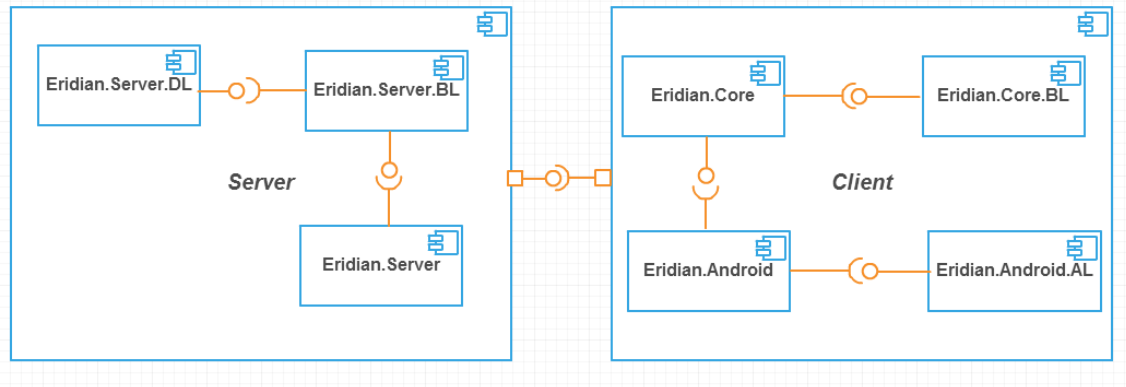 Eridian.Server.DL
Eridian.Server.BL
Server
Eridian.Server
Eridian.Core
Eridian.Core.BL
Client
Eridian.Android
Eridian.Android.AL